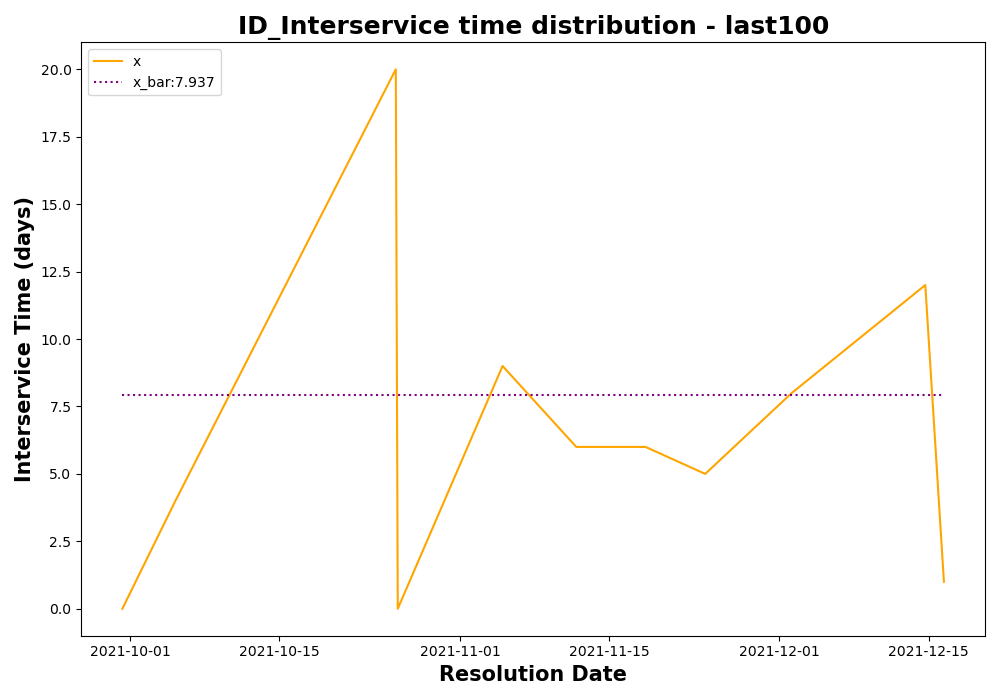 ID_Interservice time distribution - last100
x
x_bar:7.937
Interservice Time (days)
20.0
17.5
15.0
12.5
10.0
7.5
5.0
2.5
0.0
2021-10-01 2021-10-15 2021-11-01 2021-11-15 2021-12-01 2021-12-15
Resolution Date